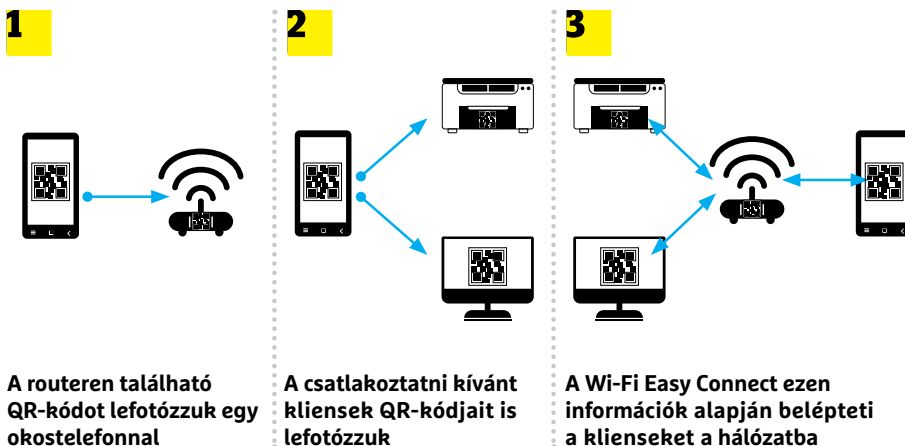 1
A routeren található
QR-kódot lefotózzuk egy
okostelefonnal
2
A csatlakoztatni kívánt
kliensek QR-kódjait is
lefotózzuk
3
A Wi-Fi Easy Connect ezen
információk alapján belépteti
a klienseket a hálózatba